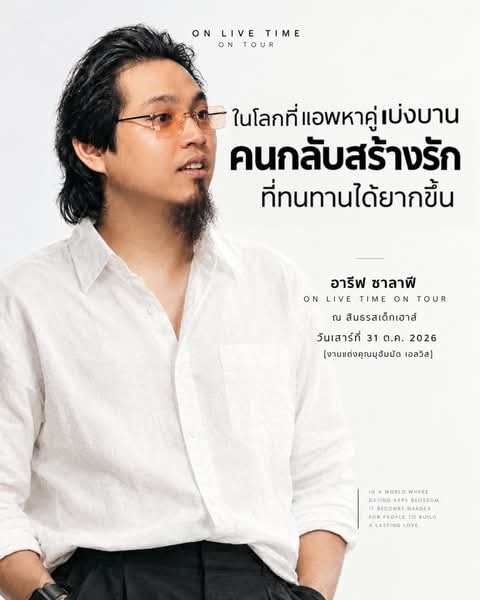 ON LIVE TIME
ON TOUR
ในโลกที่ แอพหาคู่ เบ่งบาน
คนกลับสร้างรัก
ที่ทนทานได้ยากขึ้น
อารีฟ ซาลาฟี
ON LIVE TIME ON TOUR
ณ สินธรสเต็กเฮาส์
วันเสาร์ที่ 31 ต.ค. 2026
[งานแต่งคุณมุฮัมมัด เอลวิส]
IN A WORLD WHERE
DATING APPS BLOSSOM,
IT BECOMES HARDER
FOR PEOPLE TO BUILD
A LASTING LOVE.